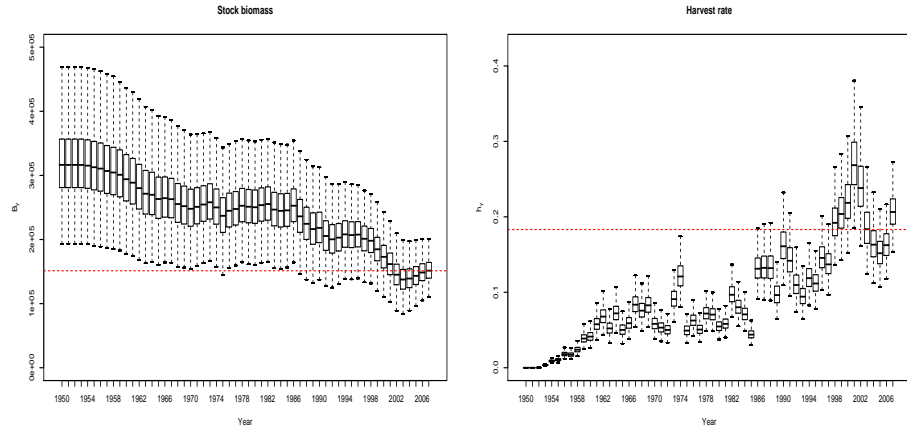 Stock biomass
5e+05
4e+05
3e+05
2e+05
1e+05
0e+00
B_y
1950 1954 1958 1962 1966 1970 1974 1978 1982 1986 1990 1994 1998 2002 2006
Year
Harvest rate
0.4
0.3
0.2
0.1
0.0
h_y
1950 1954 1958 1962 1966 1970 1974 1978 1982 1986 1990 1994 1998 2002 2006
Year